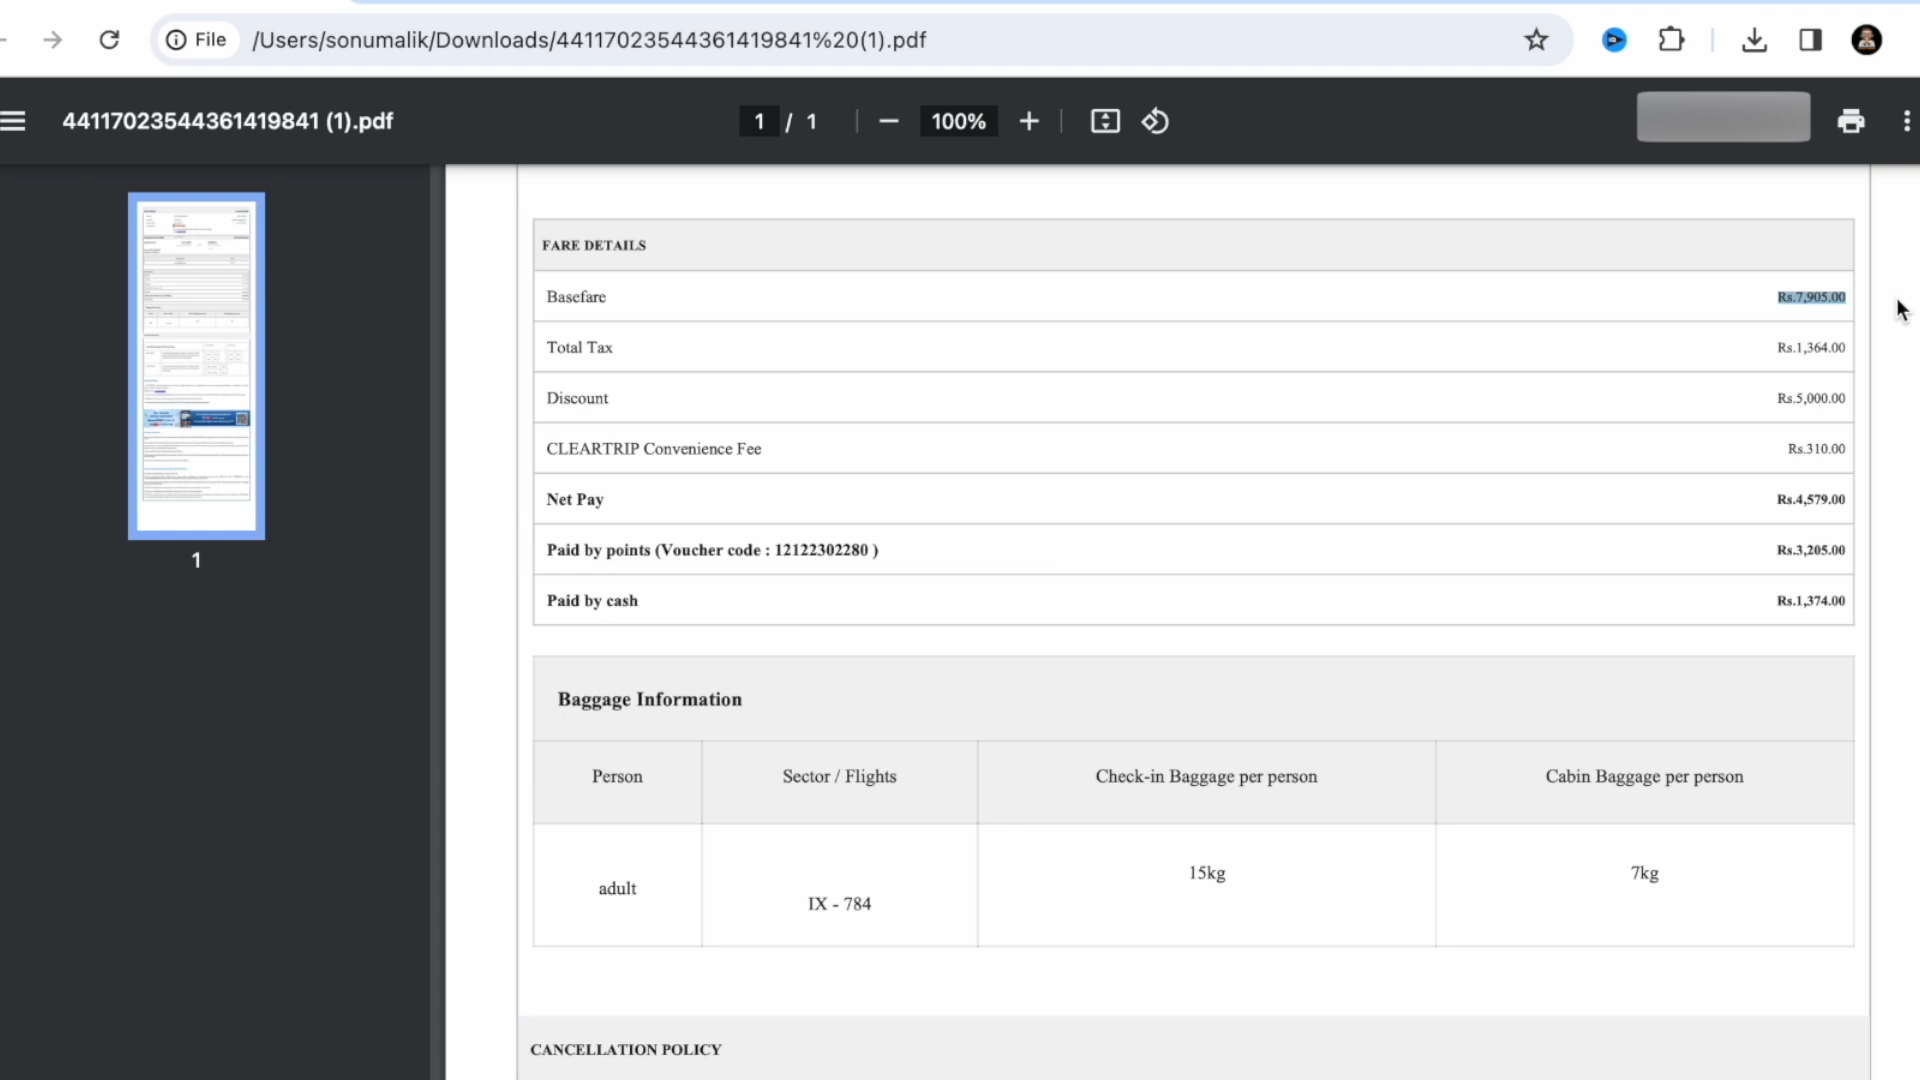 File
/Users/sonumalik/Downloads/44117023544361419841%20(1).pdf
44117023544361419841 (1).pdf
1 / 1
100%
1
FARE DETAILS
Basefare Rs.7,905.00
Total Tax Rs.1,364.00
Discount Rs.5,000.00
CLEARTRIP Convenience Fee Rs.310.00
Net Pay Rs.4,579.00
Paid by points (Voucher code : 12122302280 ) Rs.3,205.00
Paid by cash Rs.1,374.00
Baggage Information
Person Sector / Flights Check-in Baggage per person Cabin Baggage per person
adult IX - 784 15kg 7kg
CANCELLATION POLICY